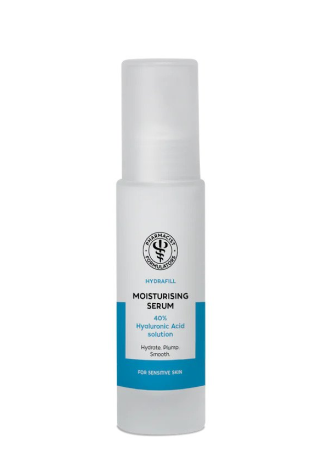 PHARMACIST
FORMULATORS
HYDRAFILL
MOISTURISING
SERUM
40%
Hyaluronic Acid
solution
Hydrate. Plump.
Smooth.
FOR SENSITIVE SKIN